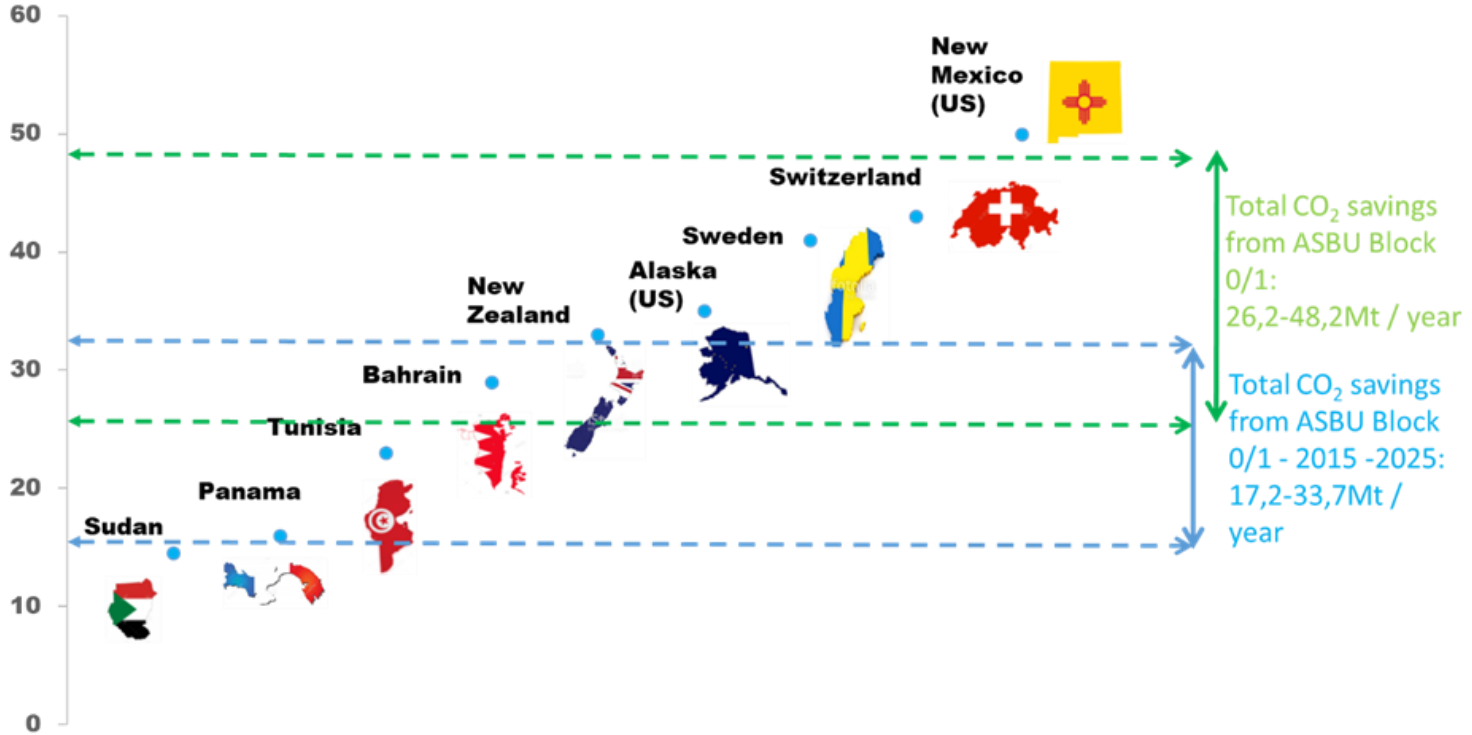 60
50
40
30
20
10
0
New
Mexico
(US)
Switzerland
Sweden
Alaska
(US)
New
Zealand
Bahrain
Tunisia
Panama
Sudan
Total CO₂ savings
from ASBU Block
0/1:
26,2-48,2Mt / year
Total CO₂ savings
from ASBU Block
0/1 - 2015 -2025:
17,2-33,7Mt /
year